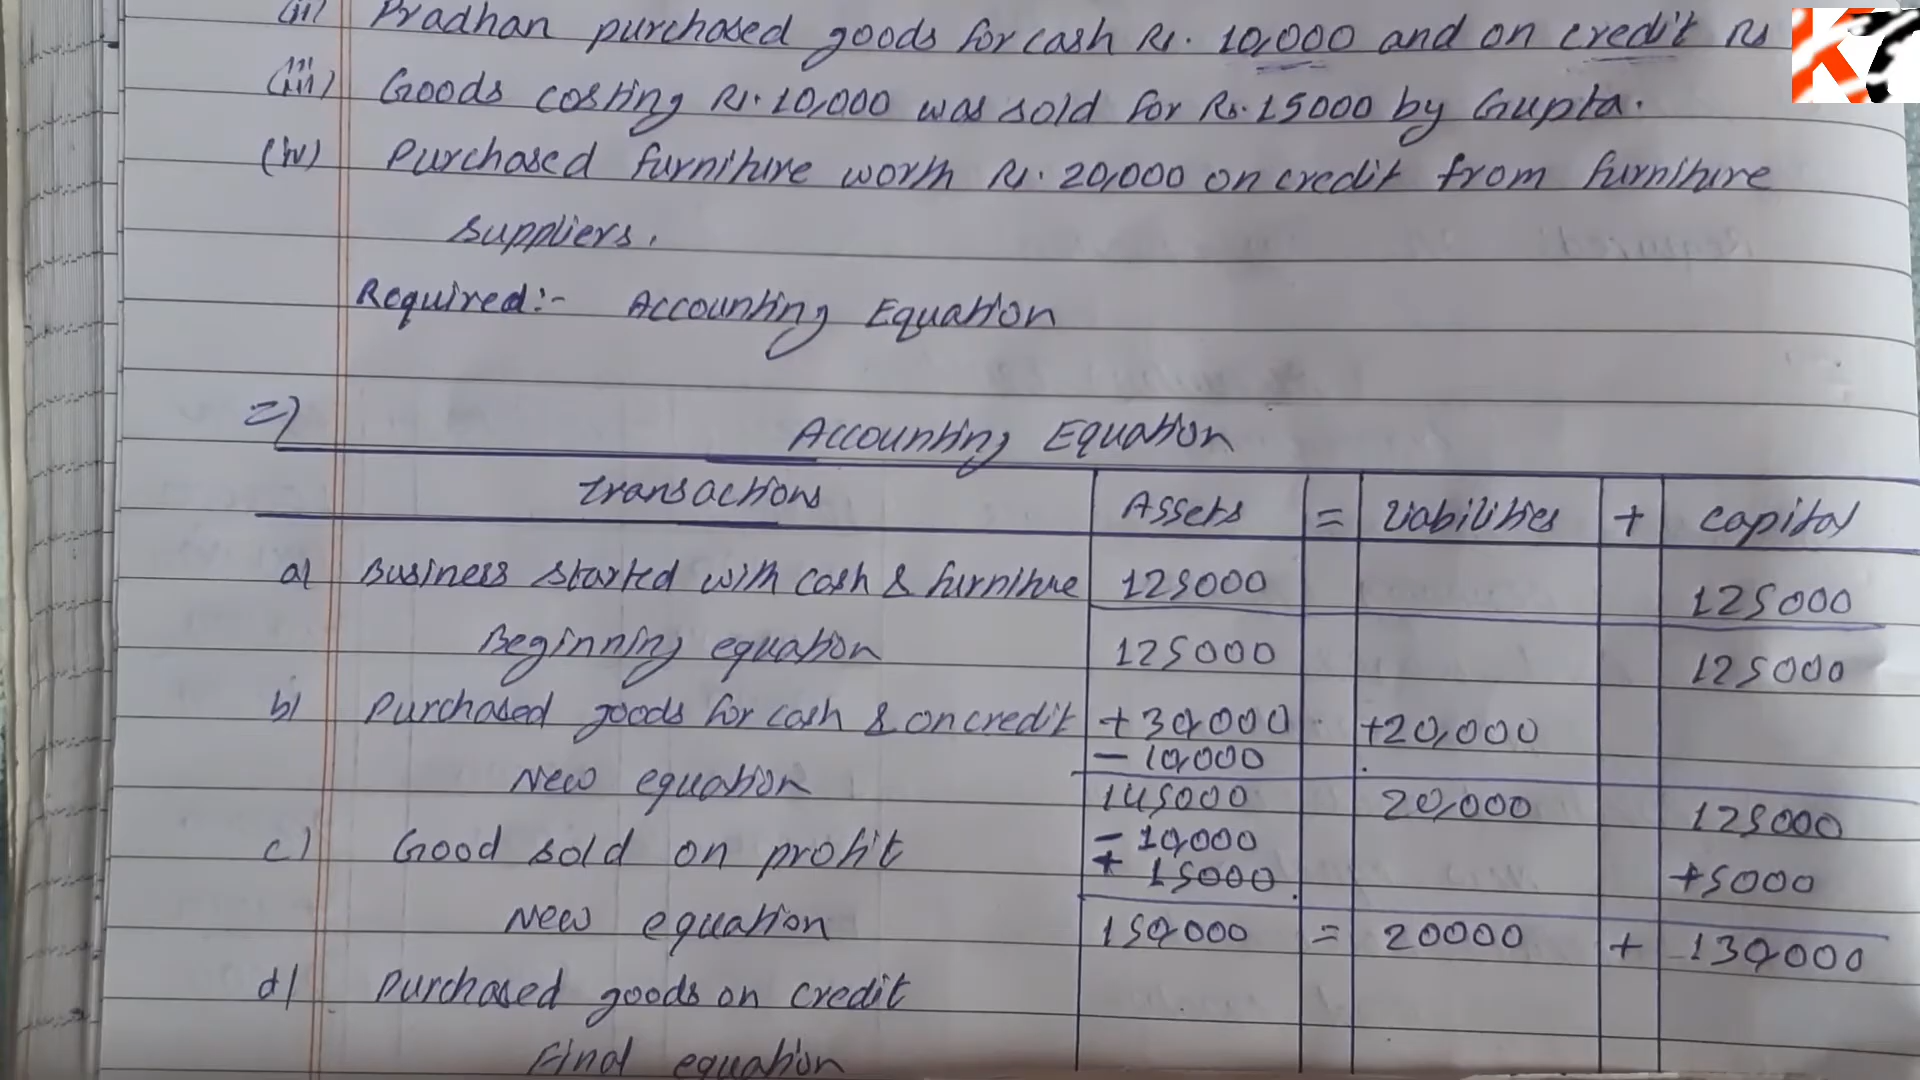 (ii) Pradhan purchased goods for cash Rs. 10,000 and on credit Rs
(iii) Goods costing Rs. 10,000 was sold for Rs. 15000 by Gupta.
(iv) Purchased furniture worth Rs. 20,000 on credit from furniture
suppliers.
Required:- Accounting Equation
Accounting Equation
transactions Assets = Liabilities + capital
a) Business started with cash & furniture 125000 125000
Beginning equation 125000 125000
b) Purchased goods for cash & on credit +30,000 +20,000
- 10,000
New equation 145000 20,000 125000
c) Good sold on profit - 10,000
+ 15000 +5000
New equation 150,000 = 20000 + 130,000
d) Purchased goods on credit
Final equation